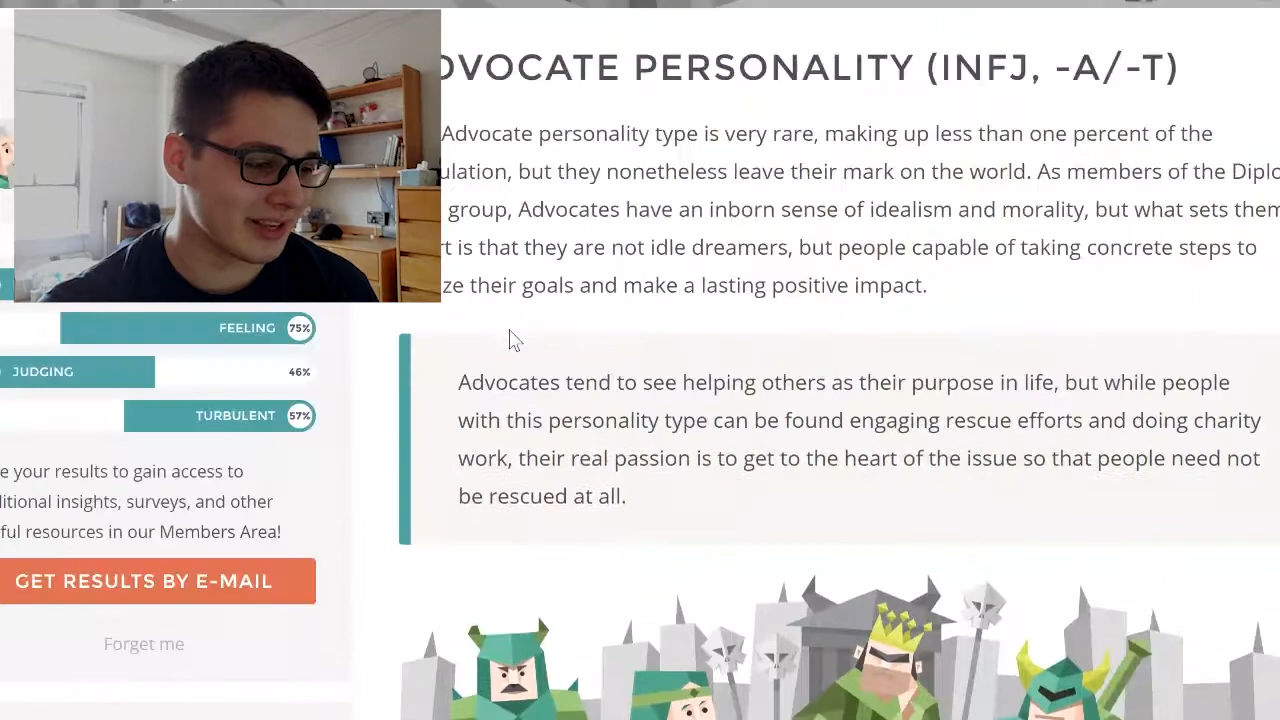 DVOCATE PERSONALITY (INFJ, -A/-T)
Advocate personality type is very rare, making up less than one percent of the
ulation, but they nonetheless leave their mark on the world. As members of the Diplo
group, Advocates have an inborn sense of idealism and morality, but what sets them
rt is that they are not idle dreamers, but people capable of taking concrete steps to
ze their goals and make a lasting positive impact.
FEELING 75%
JUDGING 46%
TURBULENT 57%
Advocates tend to see helping others as their purpose in life, but while people
with this personality type can be found engaging rescue efforts and doing charity
work, their real passion is to get to the heart of the issue so that people need not
be rescued at all.
e your results to gain access to
litional insights, surveys, and other
ful resources in our Members Area!
GET RESULTS BY E-MAIL
Forget me